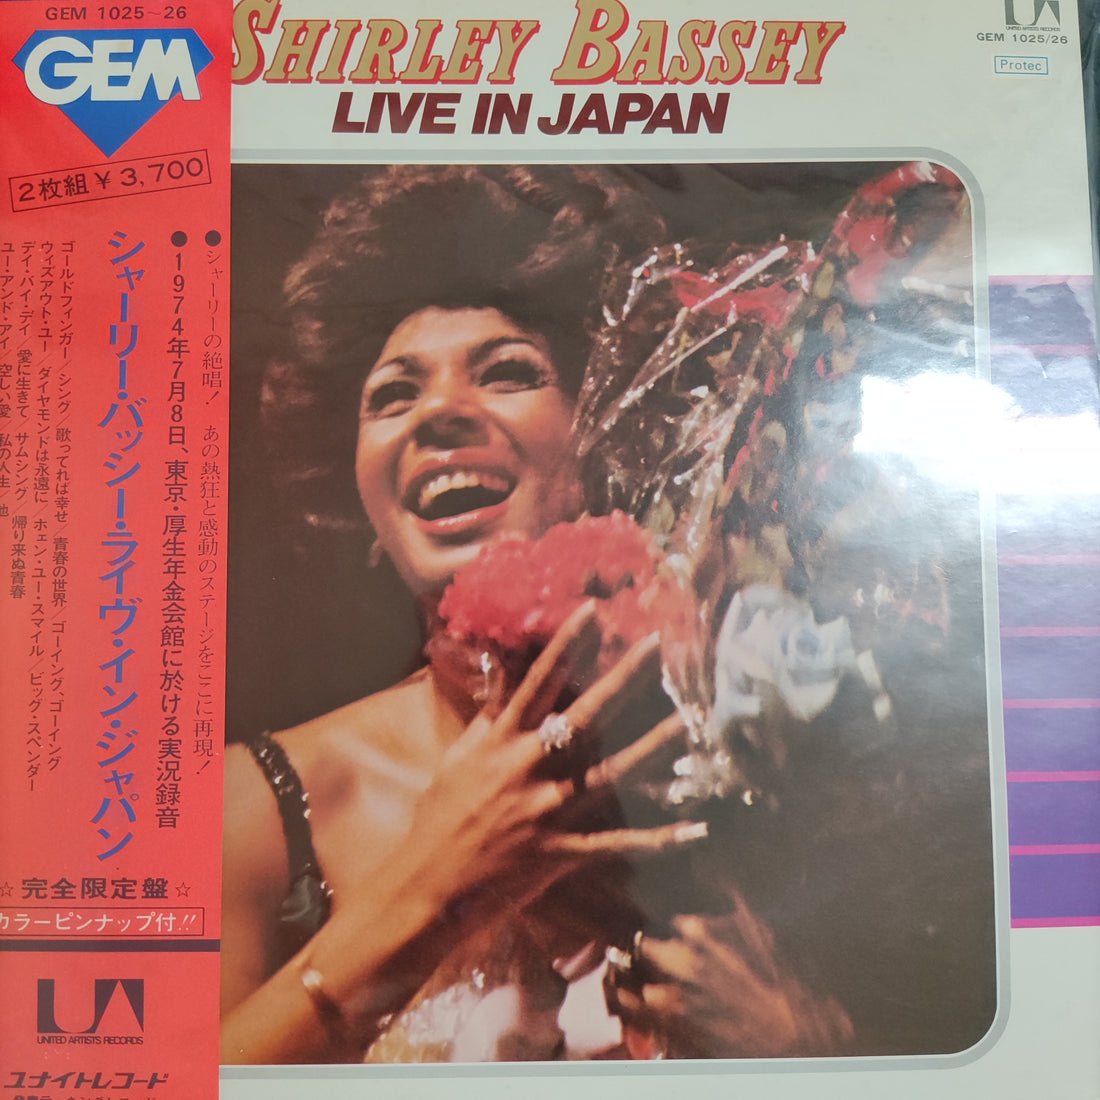 GEM 1025~26
GEM
2枚組￥3,700
●シャーリーの絶唱！ あの熱狂と感動のステージをここに再現！
●1974年7月8日、東京・厚生年金会館に於ける実況録音
シャーリー・バッシー・ライヴ・イン・ジャパン
ゴールドフィンガー/シング/歌ってれば幸せ/青春の世界/ゴーイング、ゴーイング
ウィズアウト・ユー/ダイヤモンドは永遠に/ホェン・ユー・スマイル/ビッグ・スペンダー
デイ・バイ・デイ/愛に生きて/サムシング/帰り来ぬ青春
ユー・アンド・アイ/空しい愛/私の人生/他
☆完全限定盤☆
カラーピンナップ付!!
UA
UNITED ARTISTS RECORDS
ユナイトレコード
SHIRLEY BASSEY
LIVE IN JAPAN
UA
UNITED ARTISTS RECORDS
GEM 1025/26
Protec